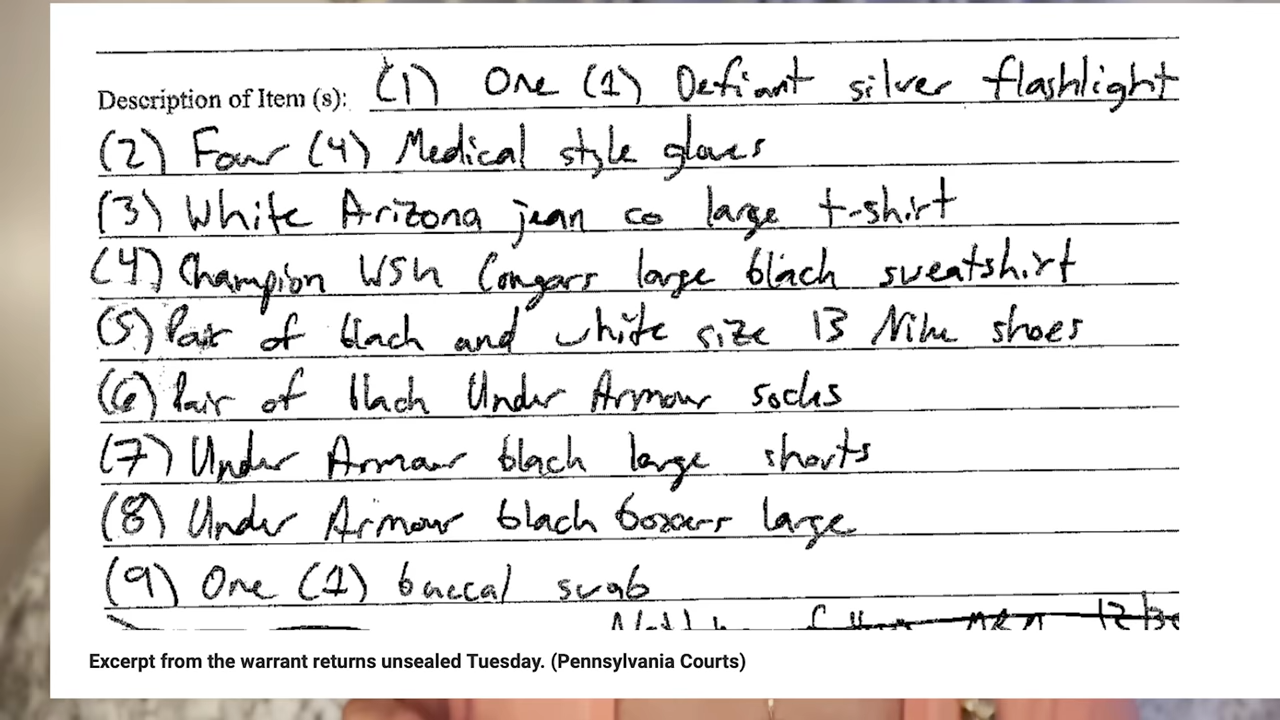 Description of Item (s): (1) One (1) Defiant silver flashlight
(2) Four (4) Medical style gloves
(3) White Arizona jean co large t-shirt
(4) Champion WSU Cougars large black sweatshirt
(5) Pair of black and white size 13 Nike shoes
(6) Pair of black Under Armour socks
(7) Under Armour black large shorts
(8) Under Armour black boxers large
(9) One (1) buccal swab
Excerpt from the warrant returns unsealed Tuesday. (Pennsylvania Courts)